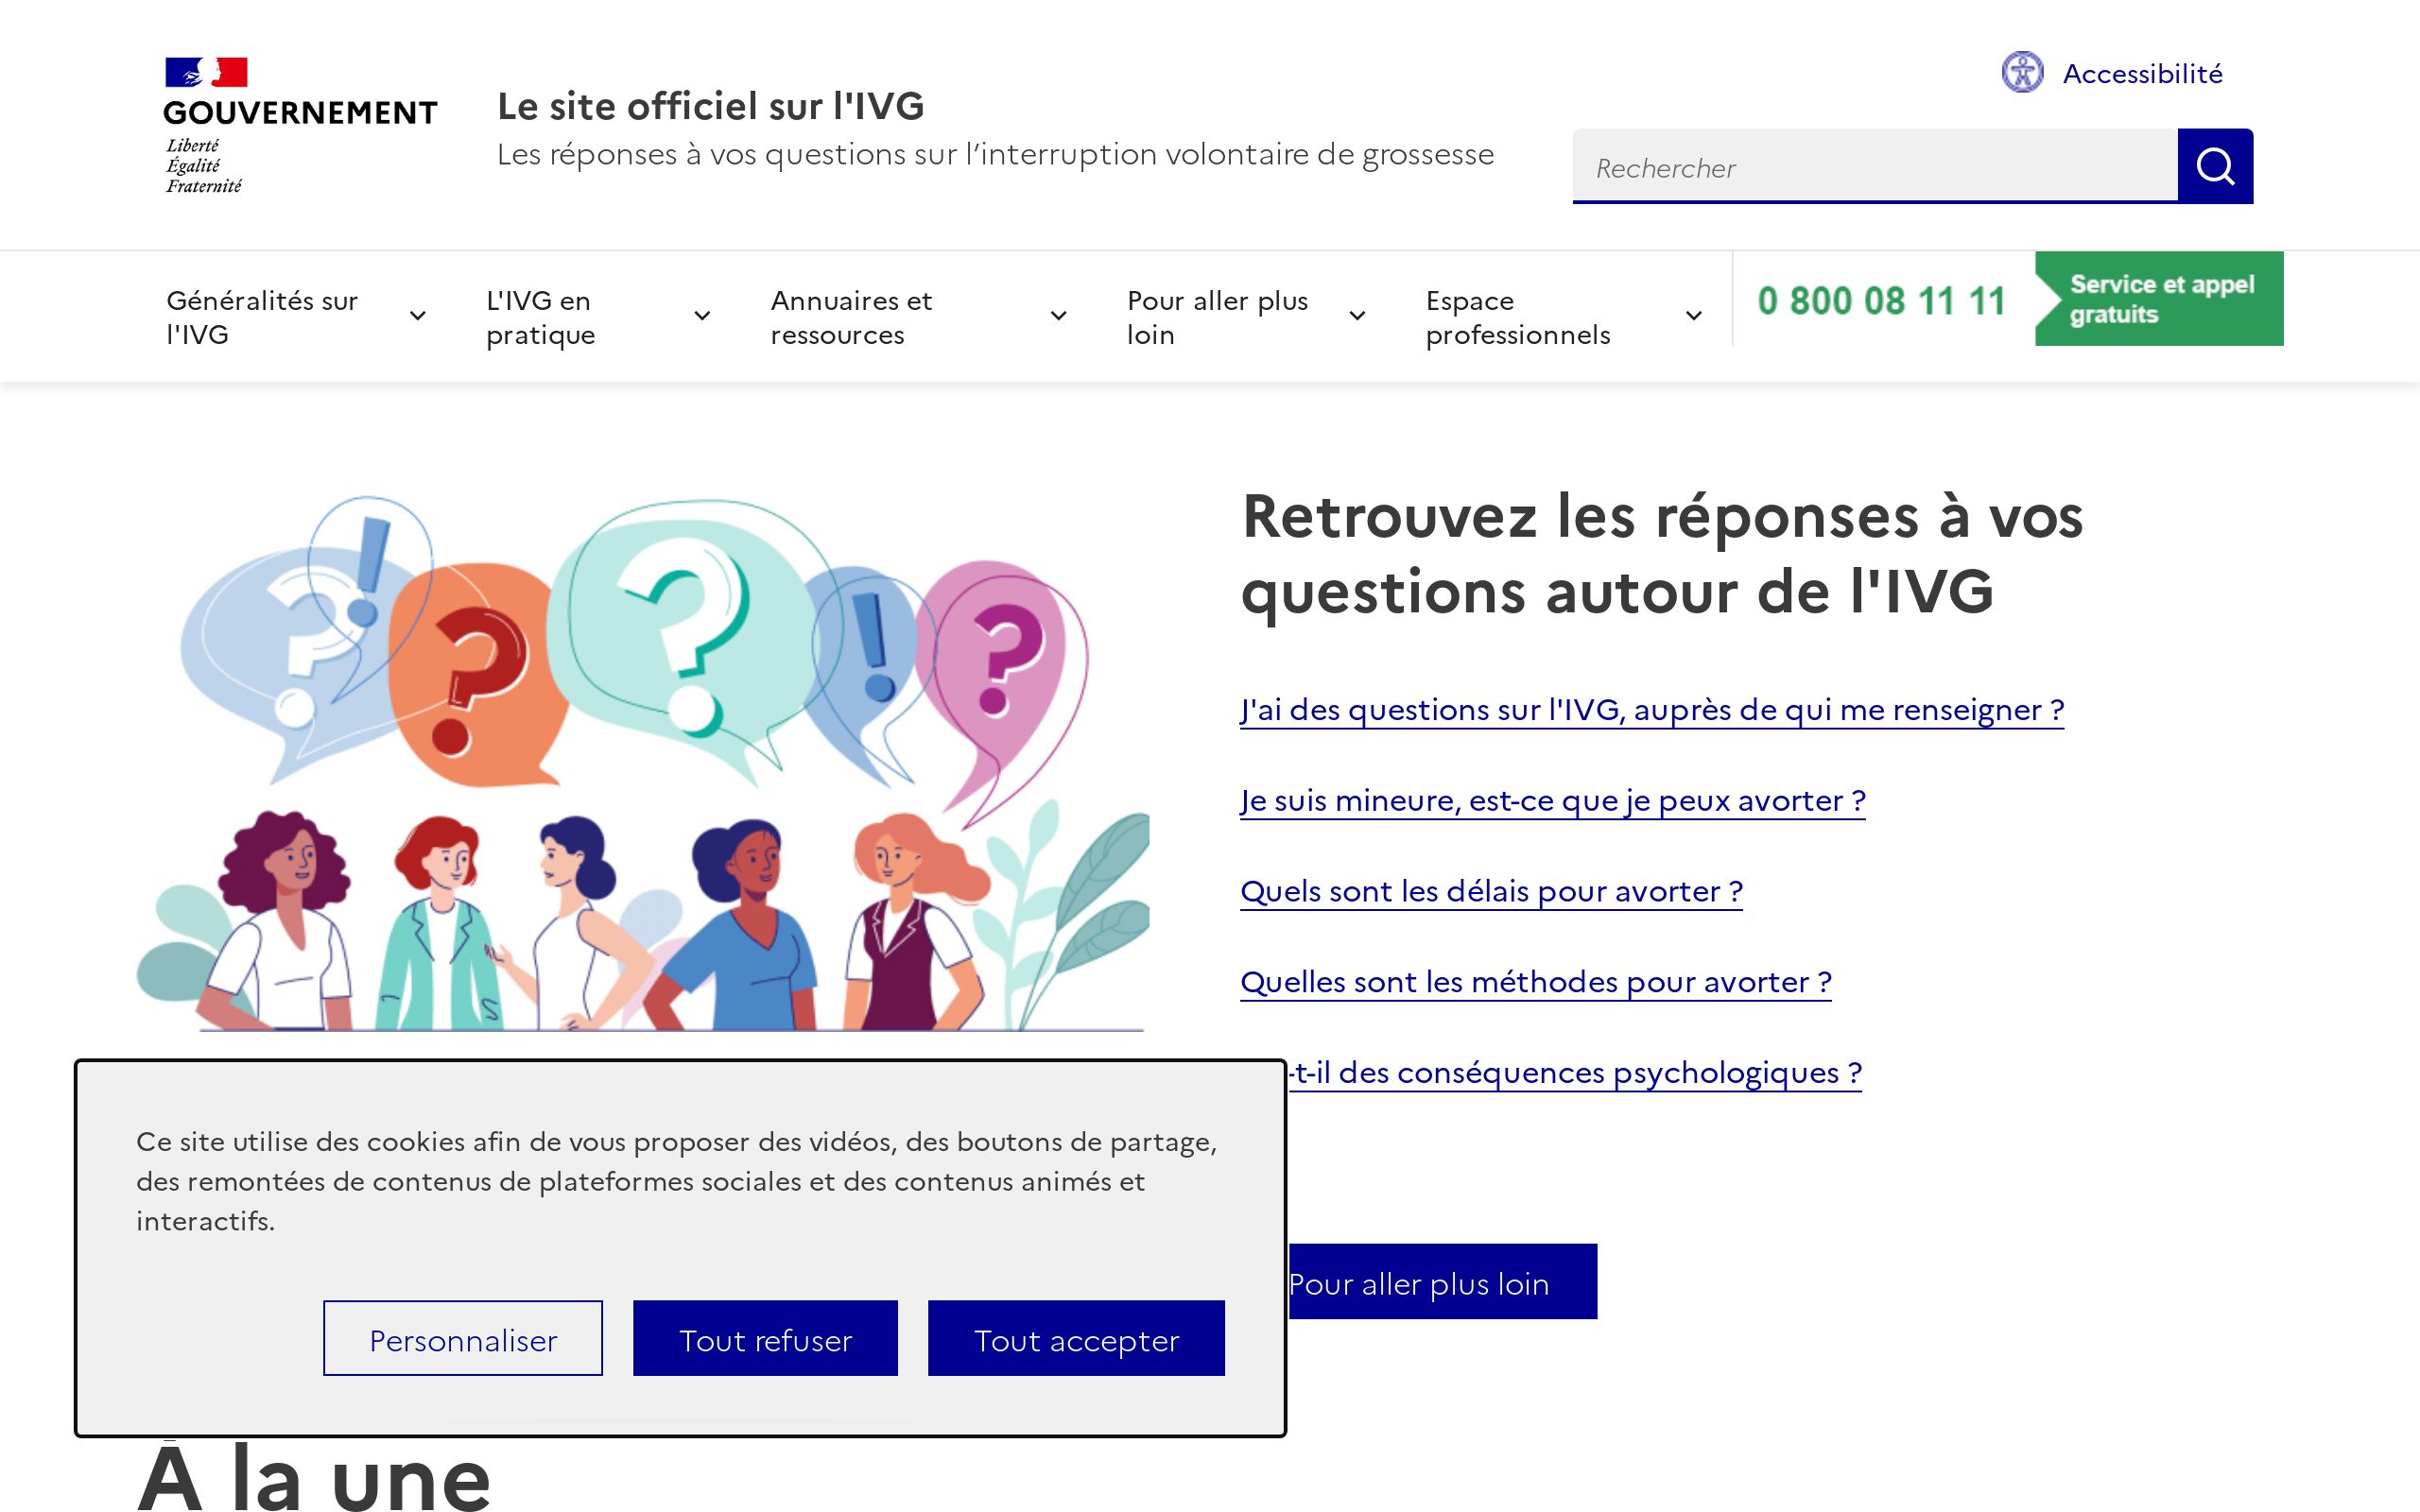 GOUVERNEMENT
Liberté
Égalité
Fraternité
Le site officiel sur l'IVG
Les réponses à vos questions sur l’interruption volontaire de grossesse
Accessibilité
Rechercher
Généralités sur
l'IVG
L'IVG en
pratique
Annuaires et
ressources
Pour aller plus
loin
Espace
professionnels
0 800 08 11 11
Service et appel
gratuits
Retrouvez les réponses à vos
questions autour de l'IVG
J'ai des questions sur l'IVG, auprès de qui me renseigner ?
Je suis mineure, est-ce que je peux avorter ?
Quels sont les délais pour avorter ?
Quelles sont les méthodes pour avorter ?
-t-il des conséquences psychologiques ?
Pour aller plus loin
Ce site utilise des cookies afin de vous proposer des vidéos, des boutons de partage,
des remontées de contenus de plateformes sociales et des contenus animés et
interactifs.
Personnaliser
Tout refuser
Tout accepter
À la une